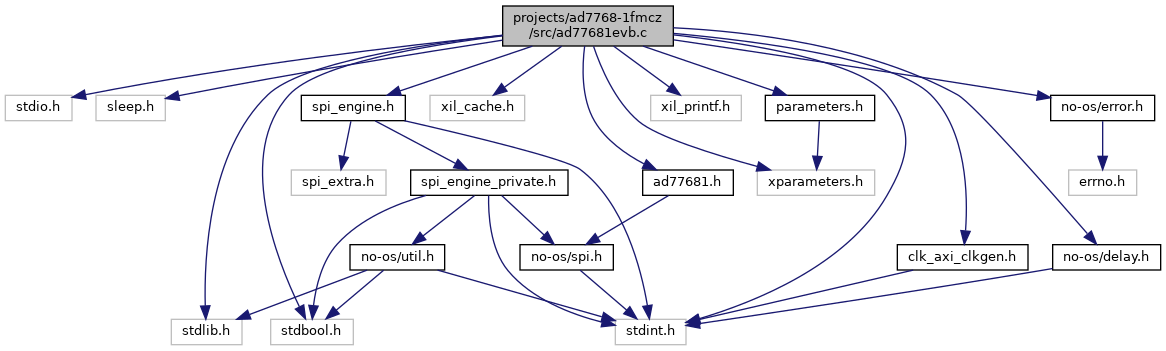 projects/ad7768-1fmcz
/src/ad77681evb.c
stdio.h
sleep.h
spi_engine.h
xil_cache.h
xil_printf.h
parameters.h
no-os/error.h
spi_extra.h
spi_engine_private.h
ad77681.h
xparameters.h
errno.h
no-os/util.h
no-os/spi.h
clk_axi_clkgen.h
no-os/delay.h
stdlib.h
stdbool.h
stdint.h